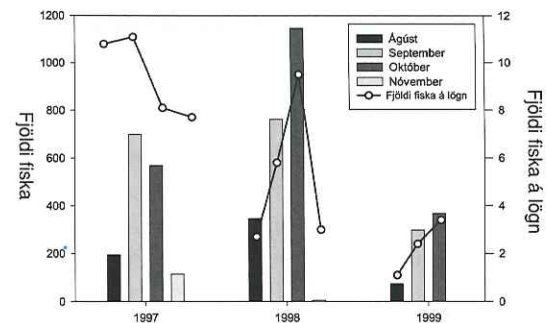 1200
1000
800
600
400
200
0
Fjöldi fiska
12
10
8
6
4
2
0
Fjöldi fiska á lögn
Ágúst
September
Október
Nóvember
Fjöldi fiska á lögn
1997
1998
1999